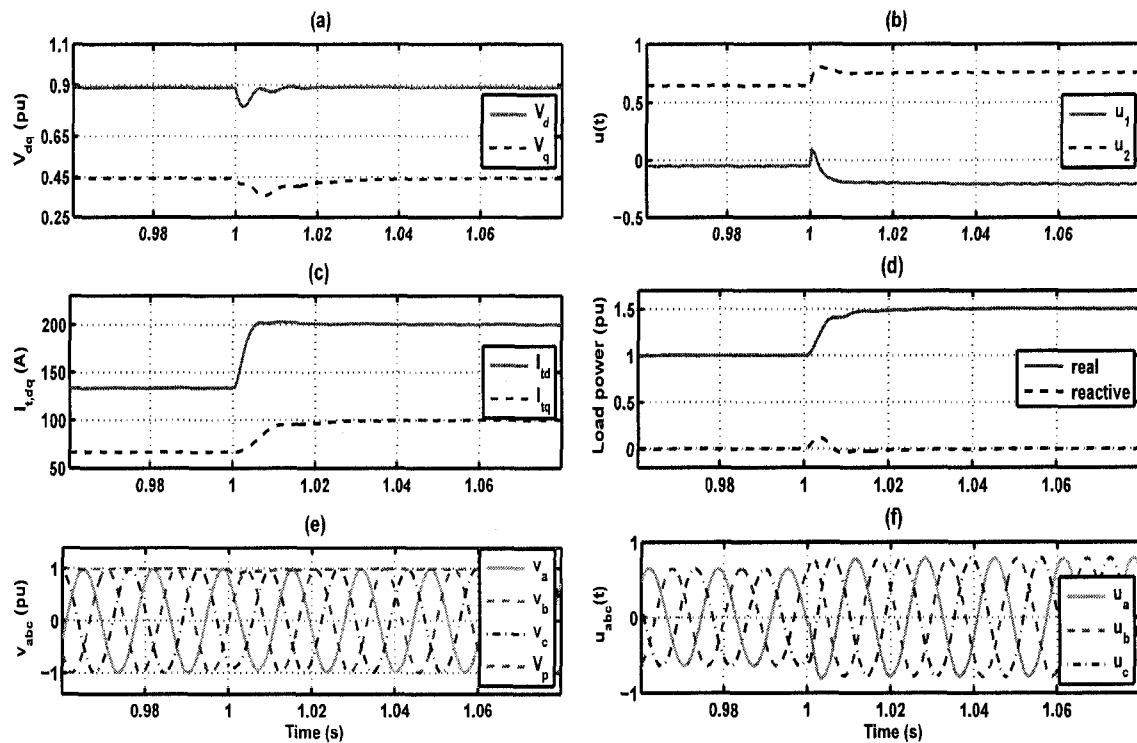 (a)
V_dq (pu)
1.1
0.9
0.65
0.45
0.25
V_d
V_q
0.98 1 1.02 1.04 1.06
(b)
u(t)
1
0.5
0
−0.5
u_1
u_2
0.98 1 1.02 1.04 1.06
(c)
I_t,dq (A)
200
150
100
50
I_td
I_tq
0.98 1 1.02 1.04 1.06
(d)
Load power (pu)
1.5
1
0.5
0
real
reactive
0.98 1 1.02 1.04 1.06
(e)
v_abc (pu)
1
0
−1
v_a
v_b
v_c
V_p
0.98 1 1.02 1.04 1.06
Time (s)
(f)
u_abc(t)
1
0
−1
u_a
u_b
u_c
0.98 1 1.02 1.04 1.06
Time (s)